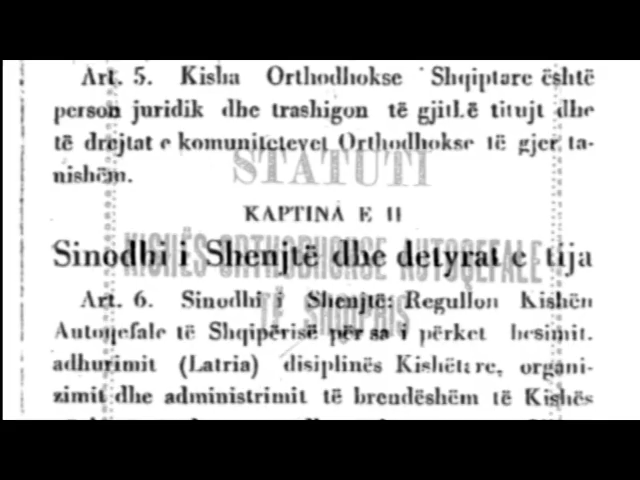 Art. 5. Kisha Orthodhokse Shqiptare është
person juridik dhe trashigon të gjithë titujt dhe
të drejtat e komunitetevet Orthodhokse të gjer ta-
nishëm.
STATUTI
KAPTINA E II
KISHËS ORTHODHOKSE AUTOQEFALE
Sinodhi i Shenjtë dhe detyrat e tija
TË SHQIPRIS
Art. 6. Sinodhi i Shenjtë: Regullon Kishën
Autoqefale të Shqipërisë për sa i përket besimit.
adhurimit (Latria) disiplinës Kishëtare, organi-
zimit dhe administrimit të brendëshëm të Kishës